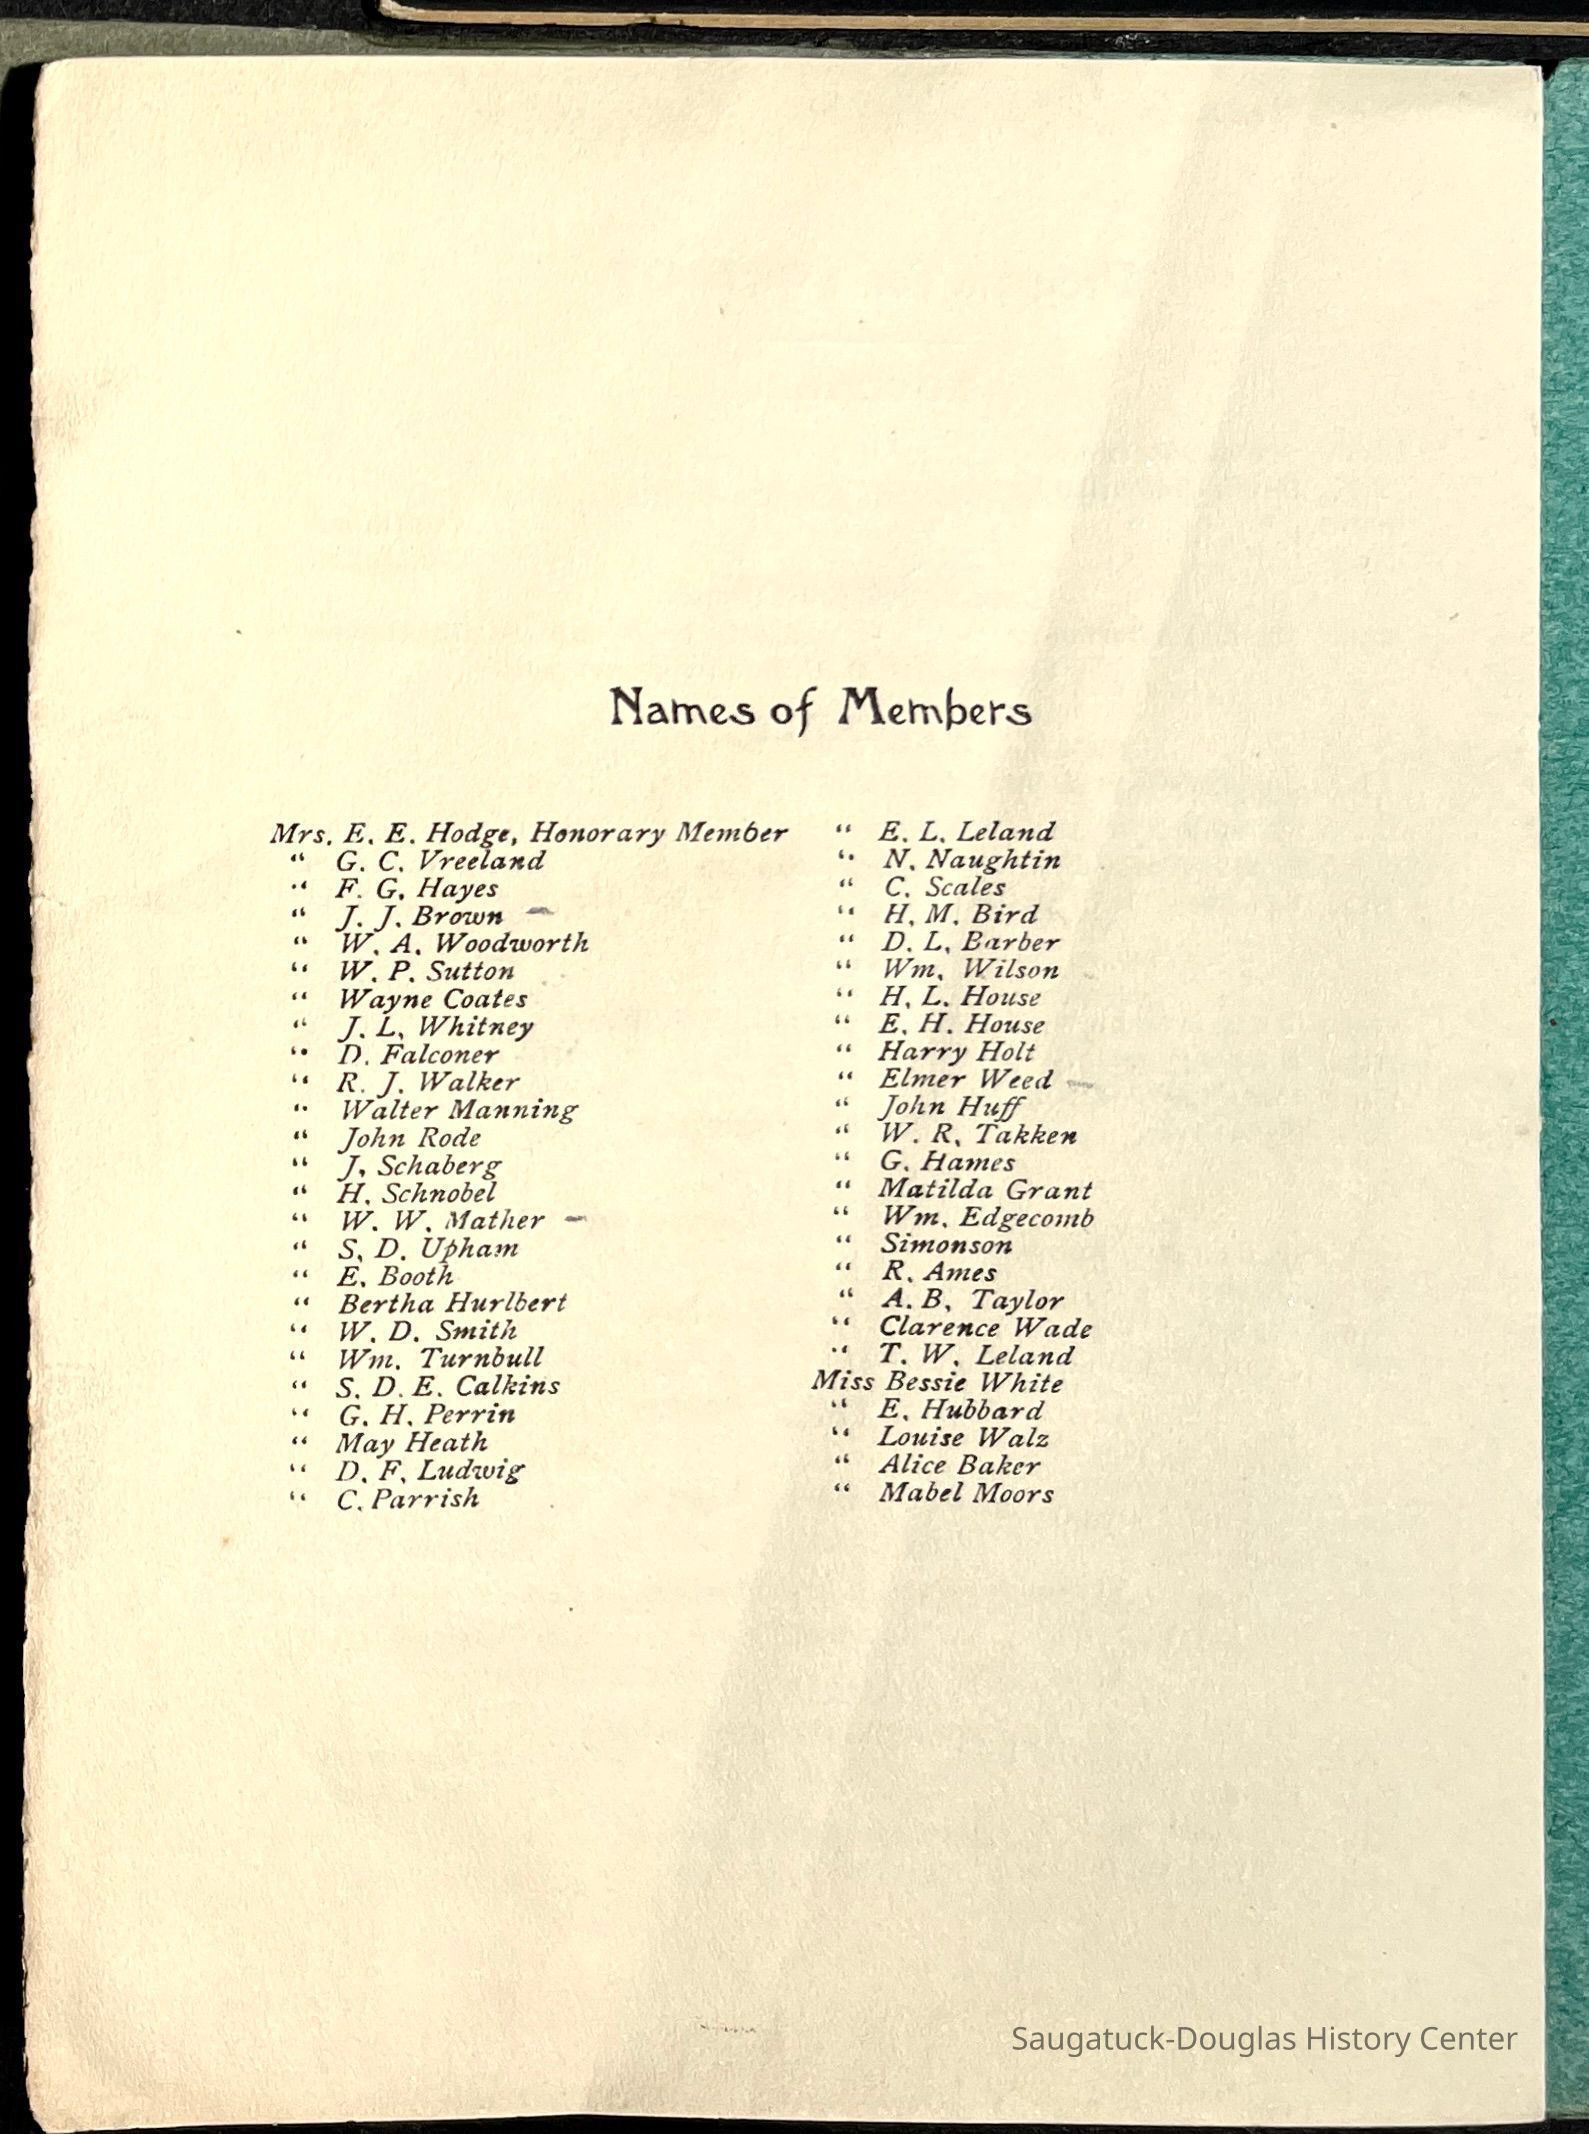 Names of Members
Mrs. E. E. Hodge, Honorary Member
“ G. C. Vreeland
“ F. G. Hayes
“ J. J. Brown
“ W. A. Woodworth
“ W. P. Sutton
“ Wayne Coates
“ J. L. Whitney
“ D. Falconer
“ R. J. Walker
“ Walter Manning
“ John Rode
“ J. Schaberg
“ H. Schnobel
“ W. W. Mather
“ S. D. Upham
“ E. Booth
“ Bertha Hurlbert
“ W. D. Smith
“ Wm. Turnbull
“ S. D. E. Calkins
“ G. H. Perrin
“ May Heath
“ D. F. Ludwig
“ C. Parrish
“ E. L. Leland
“ N. Naughtin
“ C. Scales
“ H. M. Bird
“ D. L. Barber
“ Wm. Wilson
“ H. L. House
“ E. H. House
“ Harry Holt
“ Elmer Weed
“ John Huff
“ W. R. Takken
“ G. Hames
“ Matilda Grant
“ Wm. Edgecomb
“ Simonson
“ R. Ames
“ A. B. Taylor
“ Clarence Wade
“ T. W. Leland
Miss Bessie White
“ E. Hubbard
“ Louise Walz
“ Alice Baker
“ Mabel Moors
Saugatuck-Douglas History Center